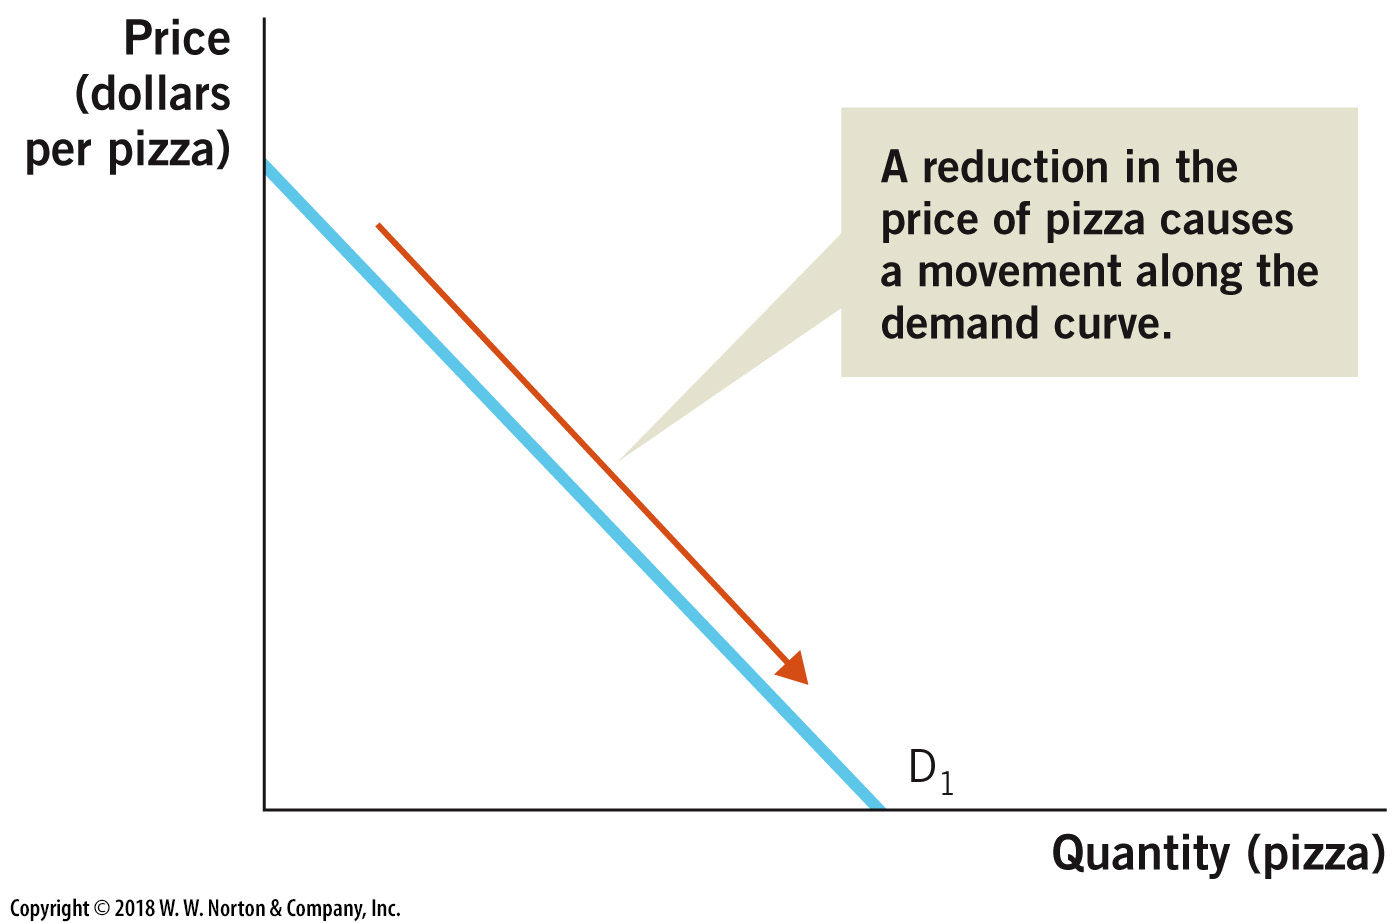 Price
(dollars
per pizza)
A reduction in the
price of pizza causes
a movement along the
demand curve.
D₁
Quantity (pizza)
Copyright © 2018 W. W. Norton & Company, Inc.